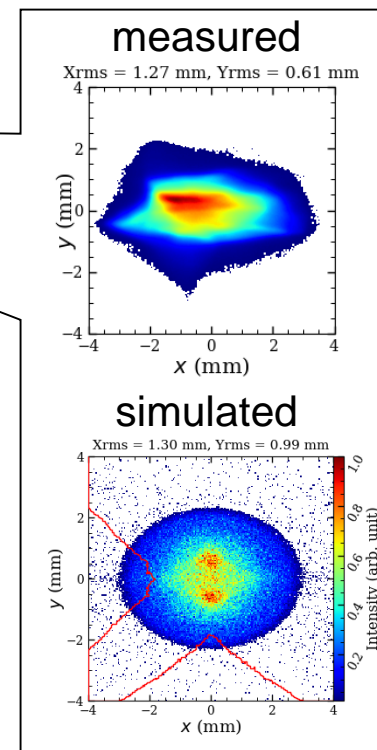 measured
Xrms = 1.27 mm, Yrms = 0.61 mm
4
2
0
−2
−4
y (mm)
−4 −2 0 2 4
x (mm)
simulated
Xrms = 1.30 mm, Yrms = 0.99 mm
4
2
0
−2
−4
y (mm)
−4 −2 0 2 4
x (mm)
1.0
0.8
0.6
0.4
0.2
Intensity (arb. unit)